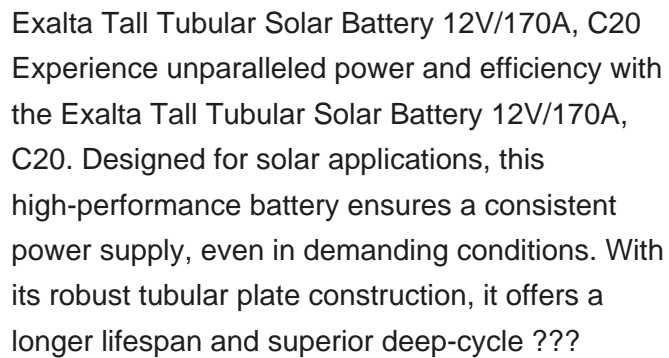 Exalta Tall Tubular Solar Battery 12V/170A, C20
Experience unparalleled power and efficiency with
the Exalta Tall Tubular Solar Battery 12V/170A,
C20. Designed for solar applications, this
high-performance battery ensures a consistent
power supply, even in demanding conditions. With
its robust tubular plate construction, it offers a
longer lifespan and superior deep-cycle ???